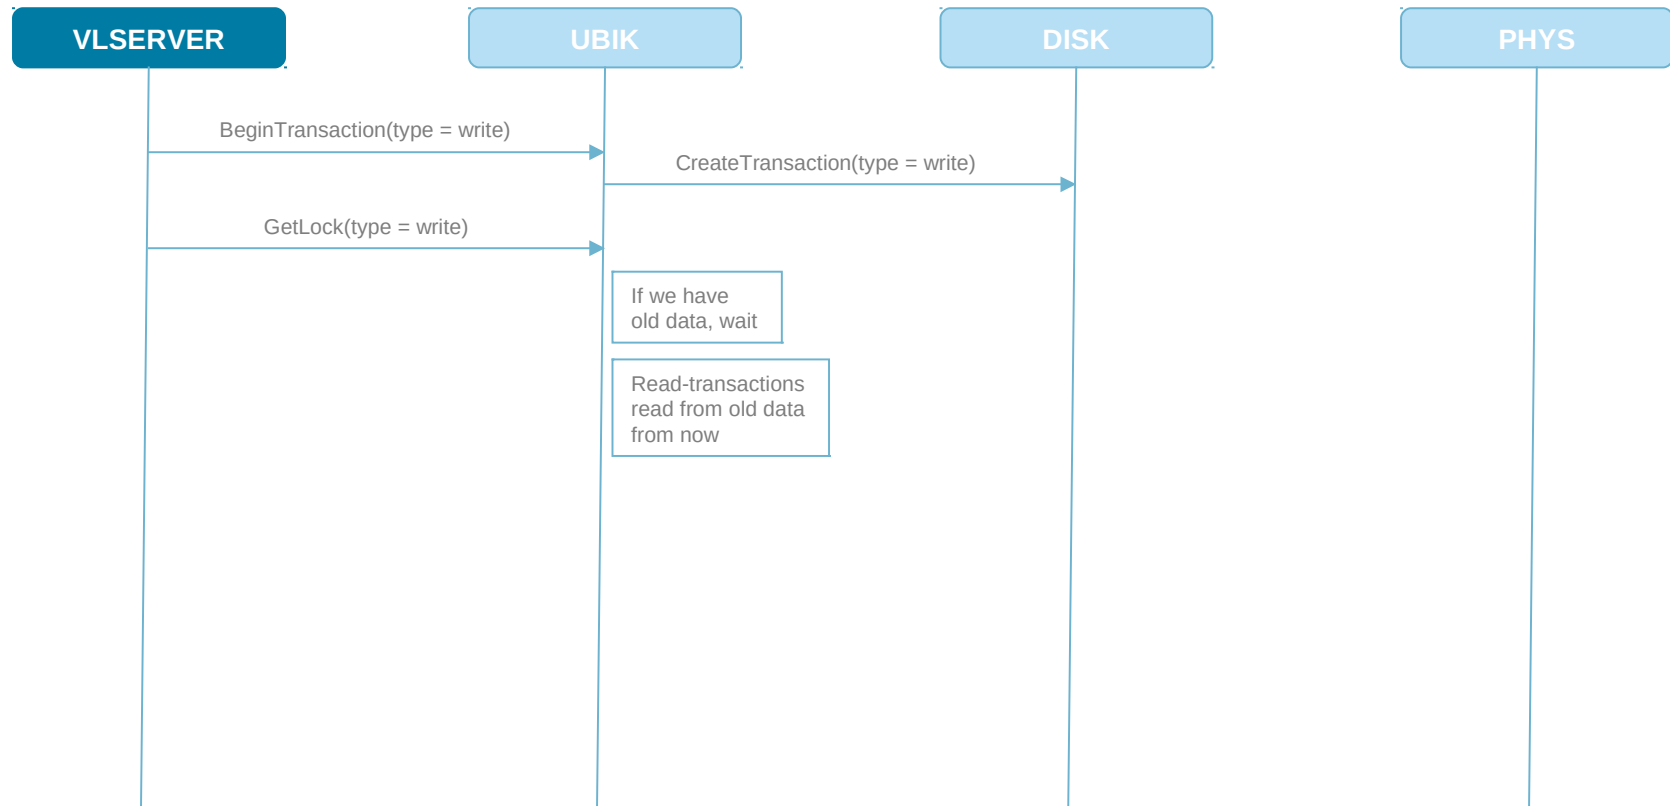 VLSERVER
UBIK
DISK
PHYS
BeginTransaction(type = write)
CreateTransaction(type = write)
GetLock(type = write)
If we have
old data, wait
Read-transactions
read from old data
from now